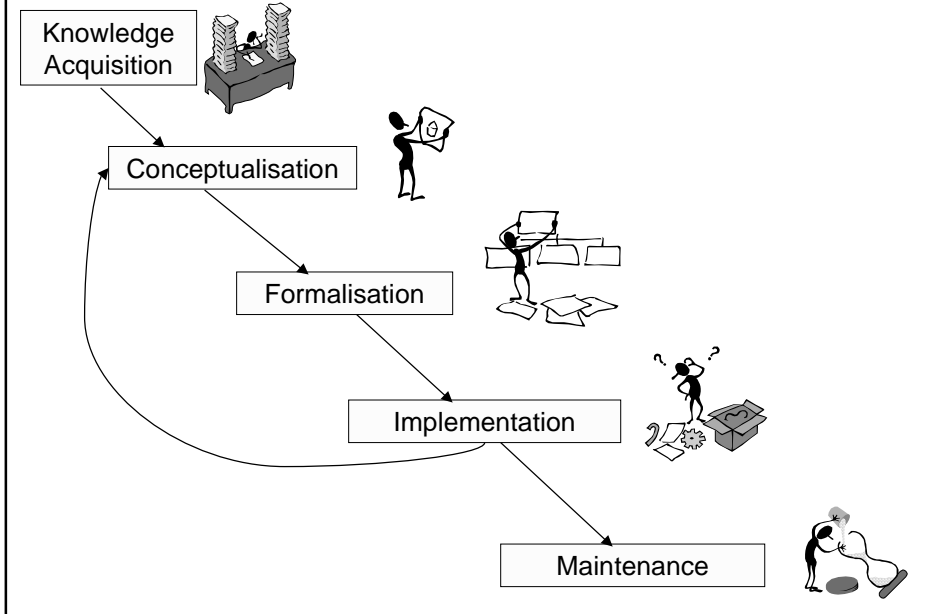 Knowledge
Acquisition
Conceptualisation
Formalisation
? ?
Implementation
Maintenance